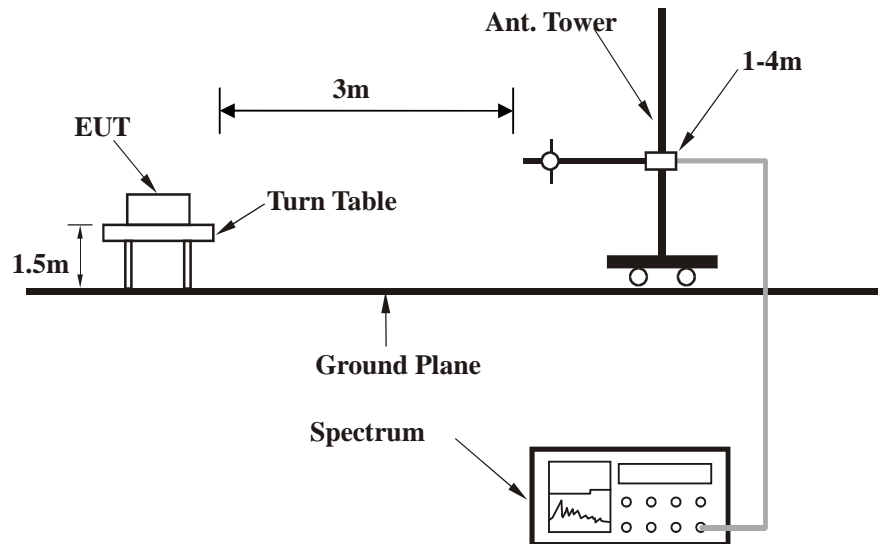 Ant. Tower
1-4m
3m
EUT
Turn Table
1.5m
Ground Plane
Spectrum